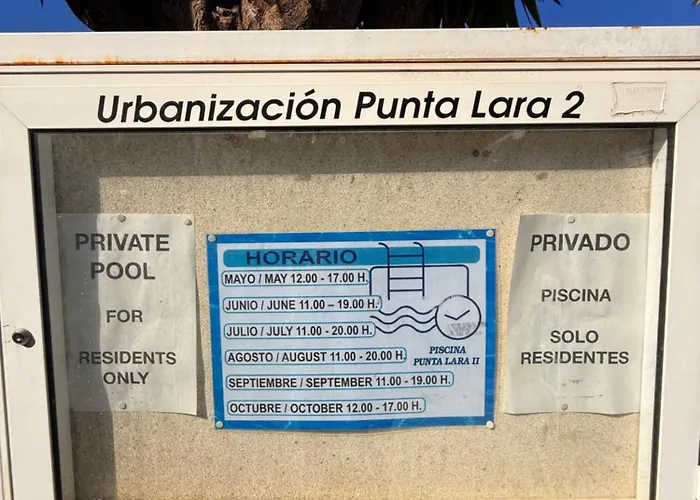 Urbanización Punta Lara 2
PRIVATE
POOL
FOR
RESIDENTS
ONLY
HORARIO
MAYO / MAY 12.00 - 17.00 H.
JUNIO / JUNE 11.00 – 19.00 H.
JULIO / JULY 11.00 - 20.00 H.
AGOSTO / AUGUST 11.00 - 20.00 H.
SEPTIEMBRE / SEPTEMBER 11.00 - 19.00 H.
OCTUBRE / OCTOBER 12.00 - 17.00 H.
PISCINA
PUNTA LARA II
PRIVADO
PISCINA
SOLO
RESIDENTES